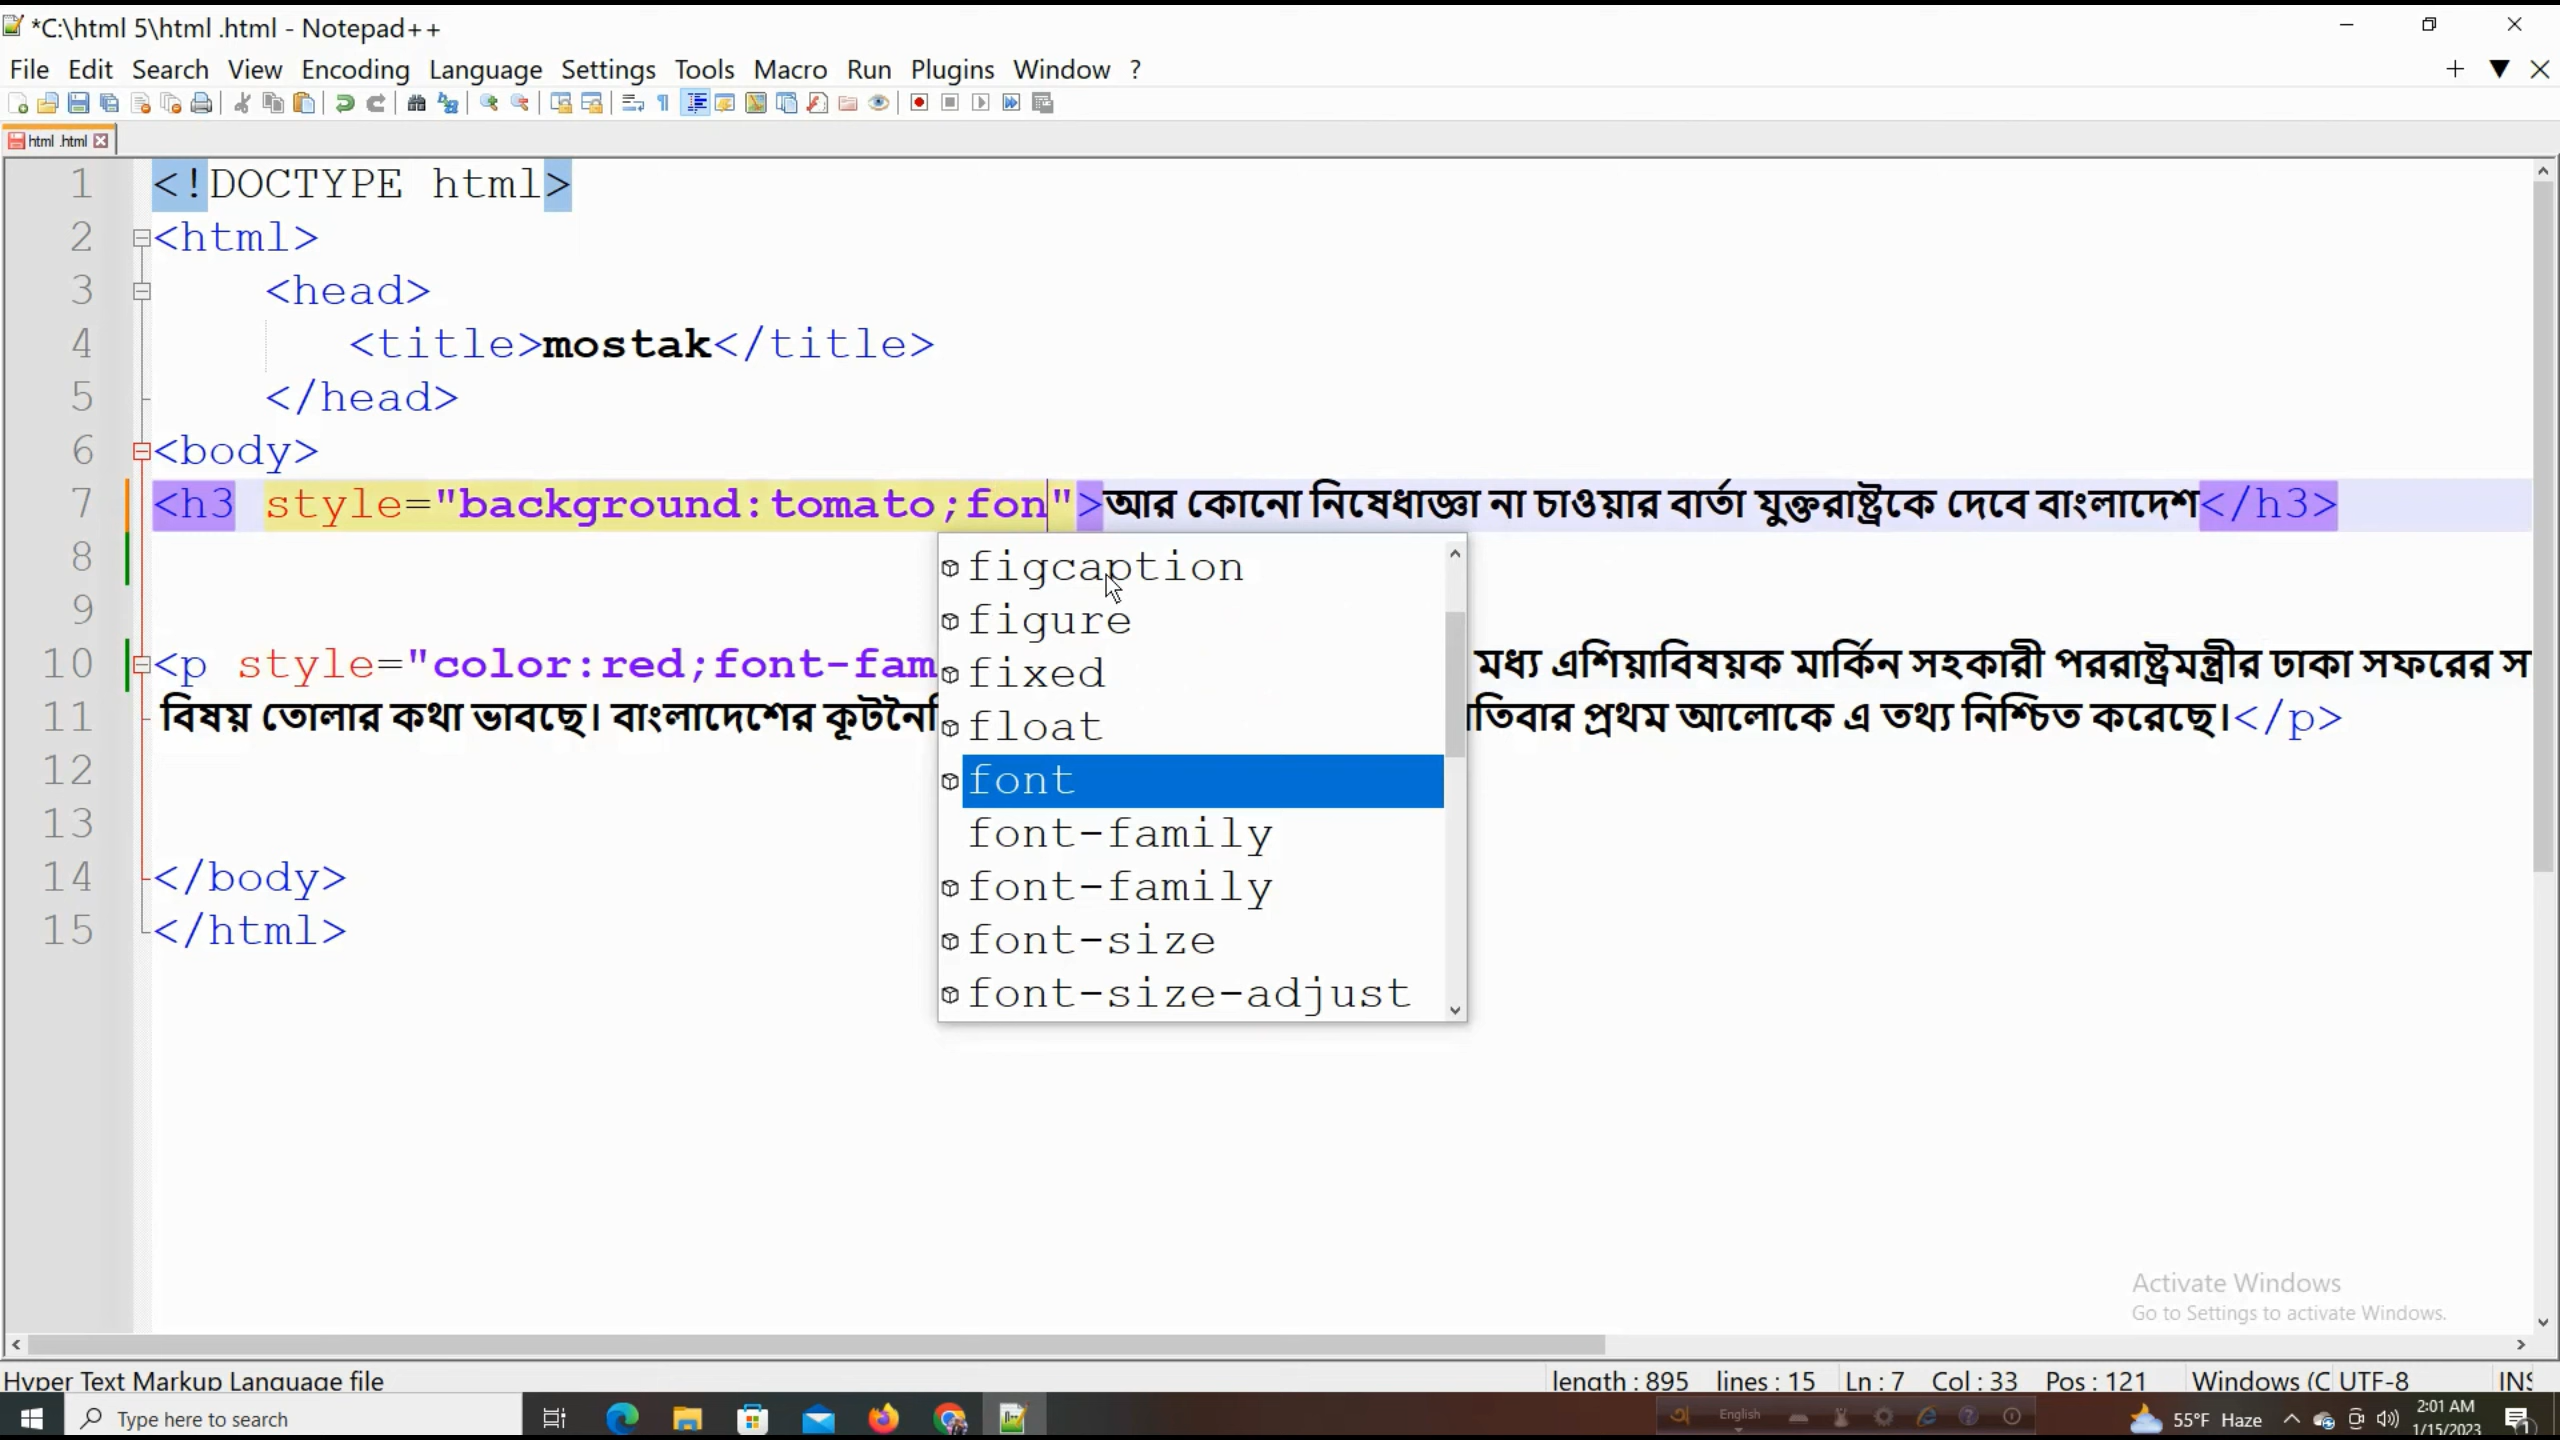 *C:\html 5\html .html - Notepad++
File Edit Search View Encoding Language Settings Tools Macro Run Plugins Window ?
html .html
1 <!DOCTYPE html>
2 <html>
3 <head>
4 <title>mostak</title>
5 </head>
6 <body>
7 <h3 style="background:tomato;fon">আর কোনো নিষেধাজ্ঞা না চাওয়ার বার্তা যুক্তরাষ্ট্রকে দেবে বাংলাদেশ</h3>
8
9
10 <p style="color:red;font-fam মধ্য এশিয়াবিষয়ক মার্কিন সহকারী পররাষ্ট্রমন্ত্রীর ঢাকা সফরের স
11 বিষয় তোলার কথা ভাবছে। বাংলাদেশের কূটনৈ তিবার প্রথম আলোকে এ তথ্য নিশ্চিত করেছে।</p>
12
13
14 </body>
15 </html>
figcaption
figure
fixed
float
font
font-family
font-family
font-size
font-size-adjust
Activate Windows
Go to Settings to activate Windows.
Hyper Text Markup Language file length : 895 lines : 15 Ln : 7 Col : 33 Pos : 121 Windows (C UTF-8 INS
Type here to search English 55°F Haze 2:01 AM
1/15/2023